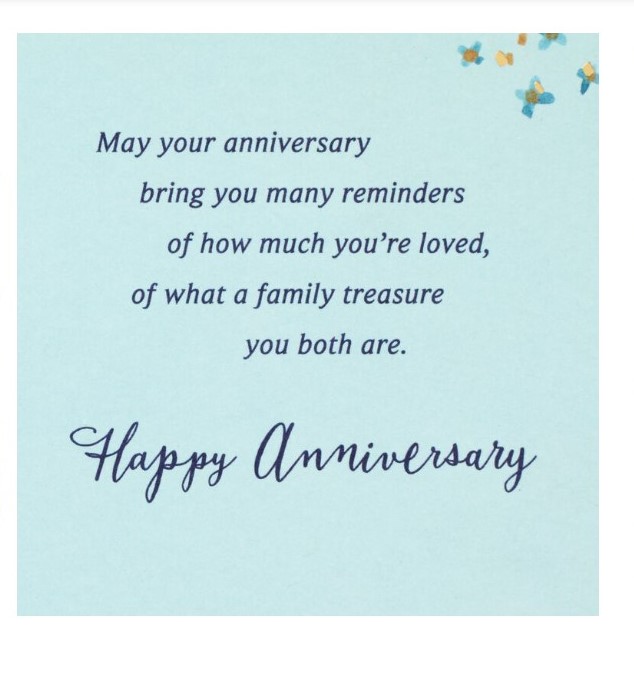 May your anniversary
bring you many reminders
of how much you’re loved,
of what a family treasure
you both are.
Happy Anniversary